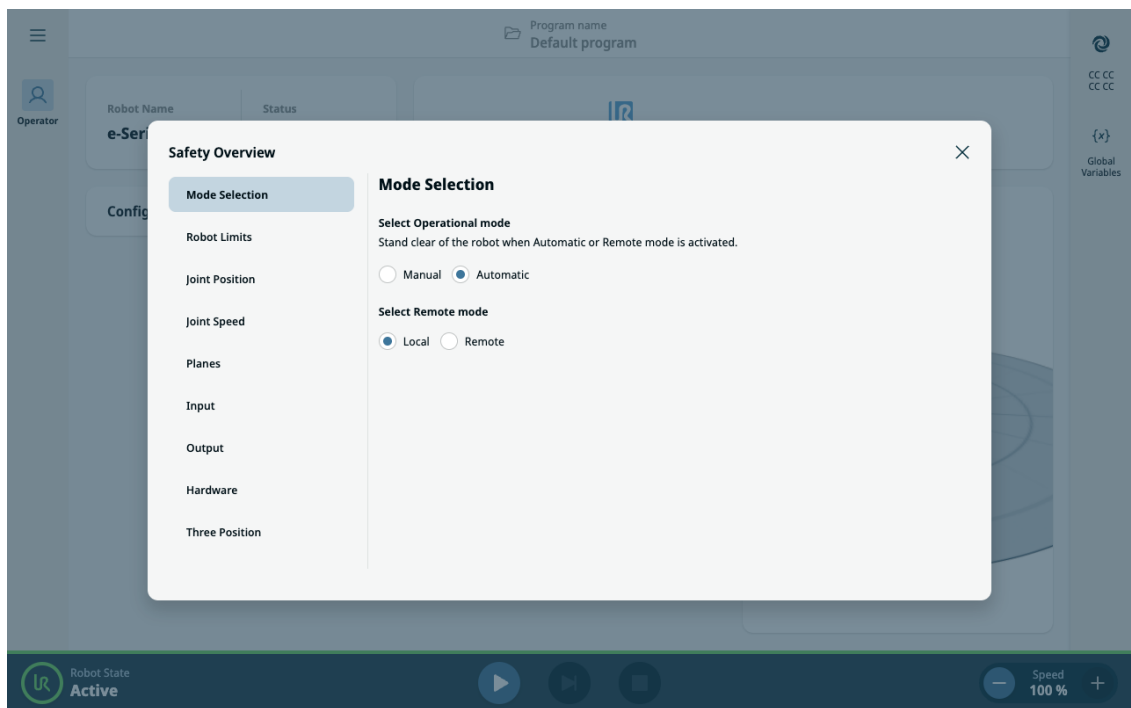 Program name
Default program
Operator
Robot Name
Status
e-Seri
Config
CC CC
CC CC
{x}
Global
Variables
Safety Overview
Mode Selection
Robot Limits
Joint Position
Joint Speed
Planes
Input
Output
Hardware
Three Position
Mode Selection
Select Operational mode
Stand clear of the robot when Automatic or Remote mode is activated.
Manual Automatic
Select Remote mode
Local Remote
Robot State
Active
Speed
100 %